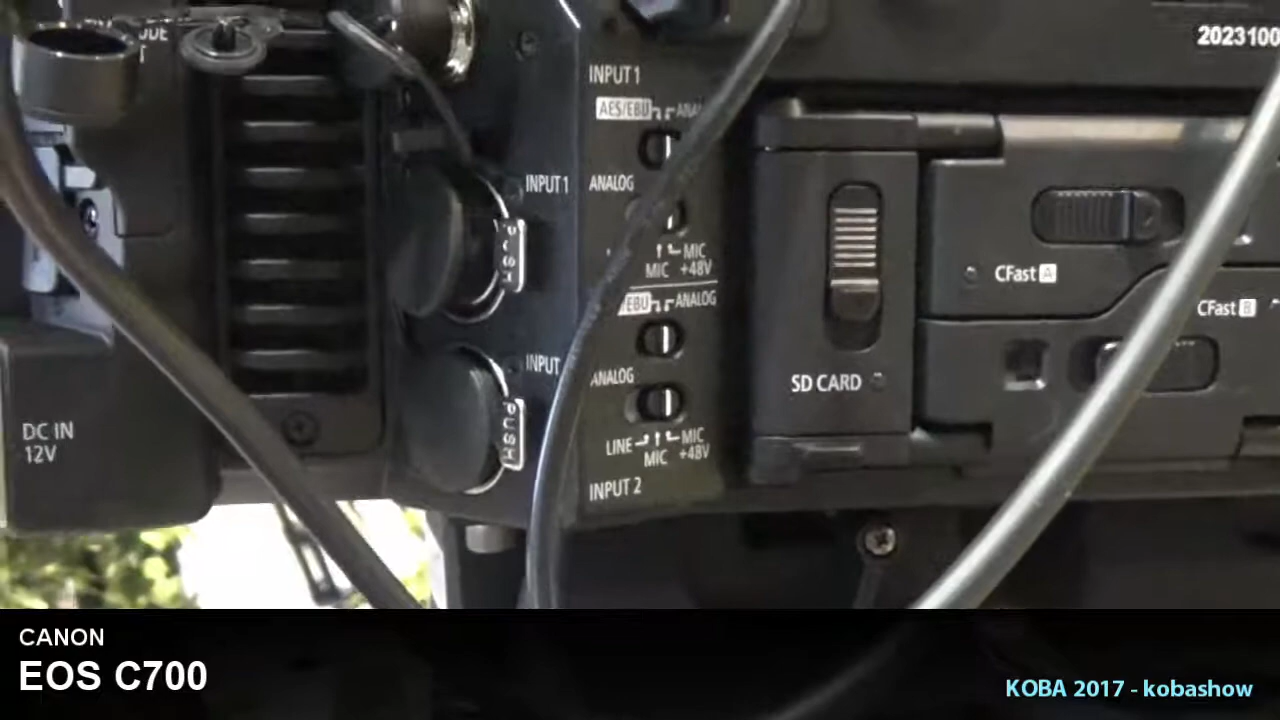 2023100
INPUT 1
AES/EBU
ANALOG
MIC
MIC +48V
INPUT 1
PUSH
EBU ANALOG
ANALOG
LINE MIC
MIC +48V
INPUT 2
INPUT
PUSH
SD CARD
CFast A
CFast B
DC IN
12V
CANON
EOS C700
KOBA 2017 - kobashow